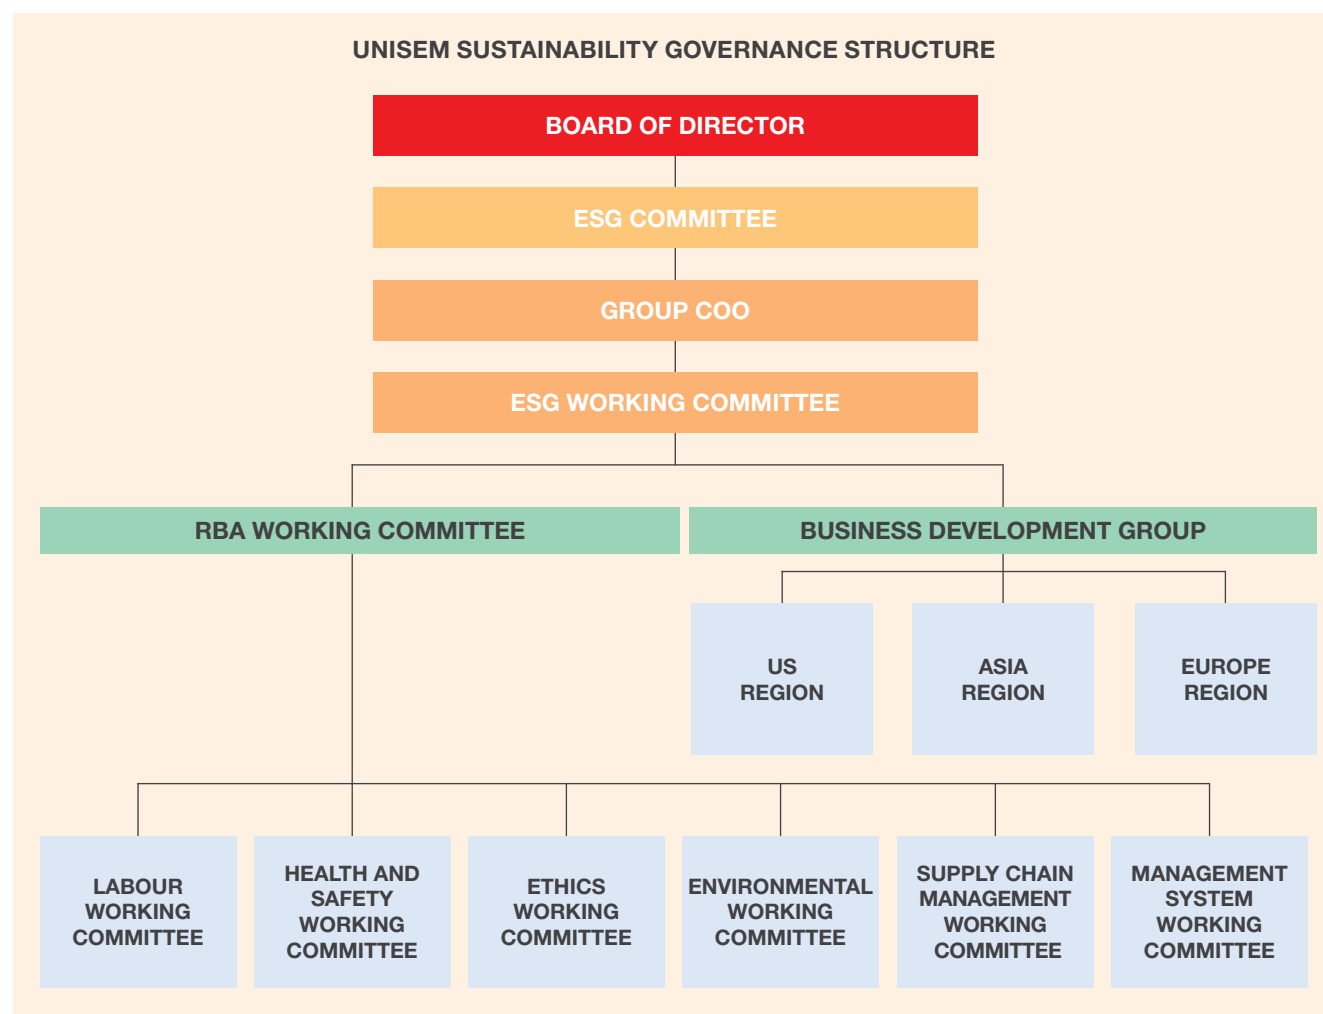 UNISEM SUSTAINABILITY GOVERNANCE STRUCTURE
BOARD OF DIRECTOR
ESG COMMITTEE
GROUP COO
ESG WORKING COMMITTEE
RBA WORKING COMMITTEE
BUSINESS DEVELOPMENT GROUP
US
REGION
ASIA
REGION
EUROPE
REGION
LABOUR
WORKING
COMMITTEE
HEALTH AND
SAFETY
WORKING
COMMITTEE
ETHICS
WORKING
COMMITTEE
ENVIRONMENTAL
WORKING
COMMITTEE
SUPPLY CHAIN
MANAGEMENT
WORKING
COMMITTEE
MANAGEMENT
SYSTEM
WORKING
COMMITTEE